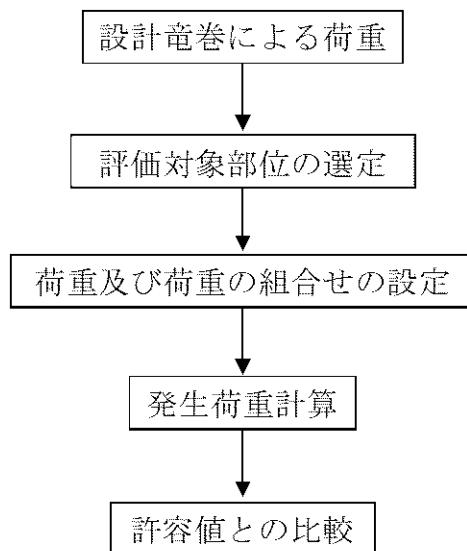 設計竜巻による荷重
評価対象部位の選定
荷重及び荷重の組合せの設定
発生荷重計算
許容値との比較